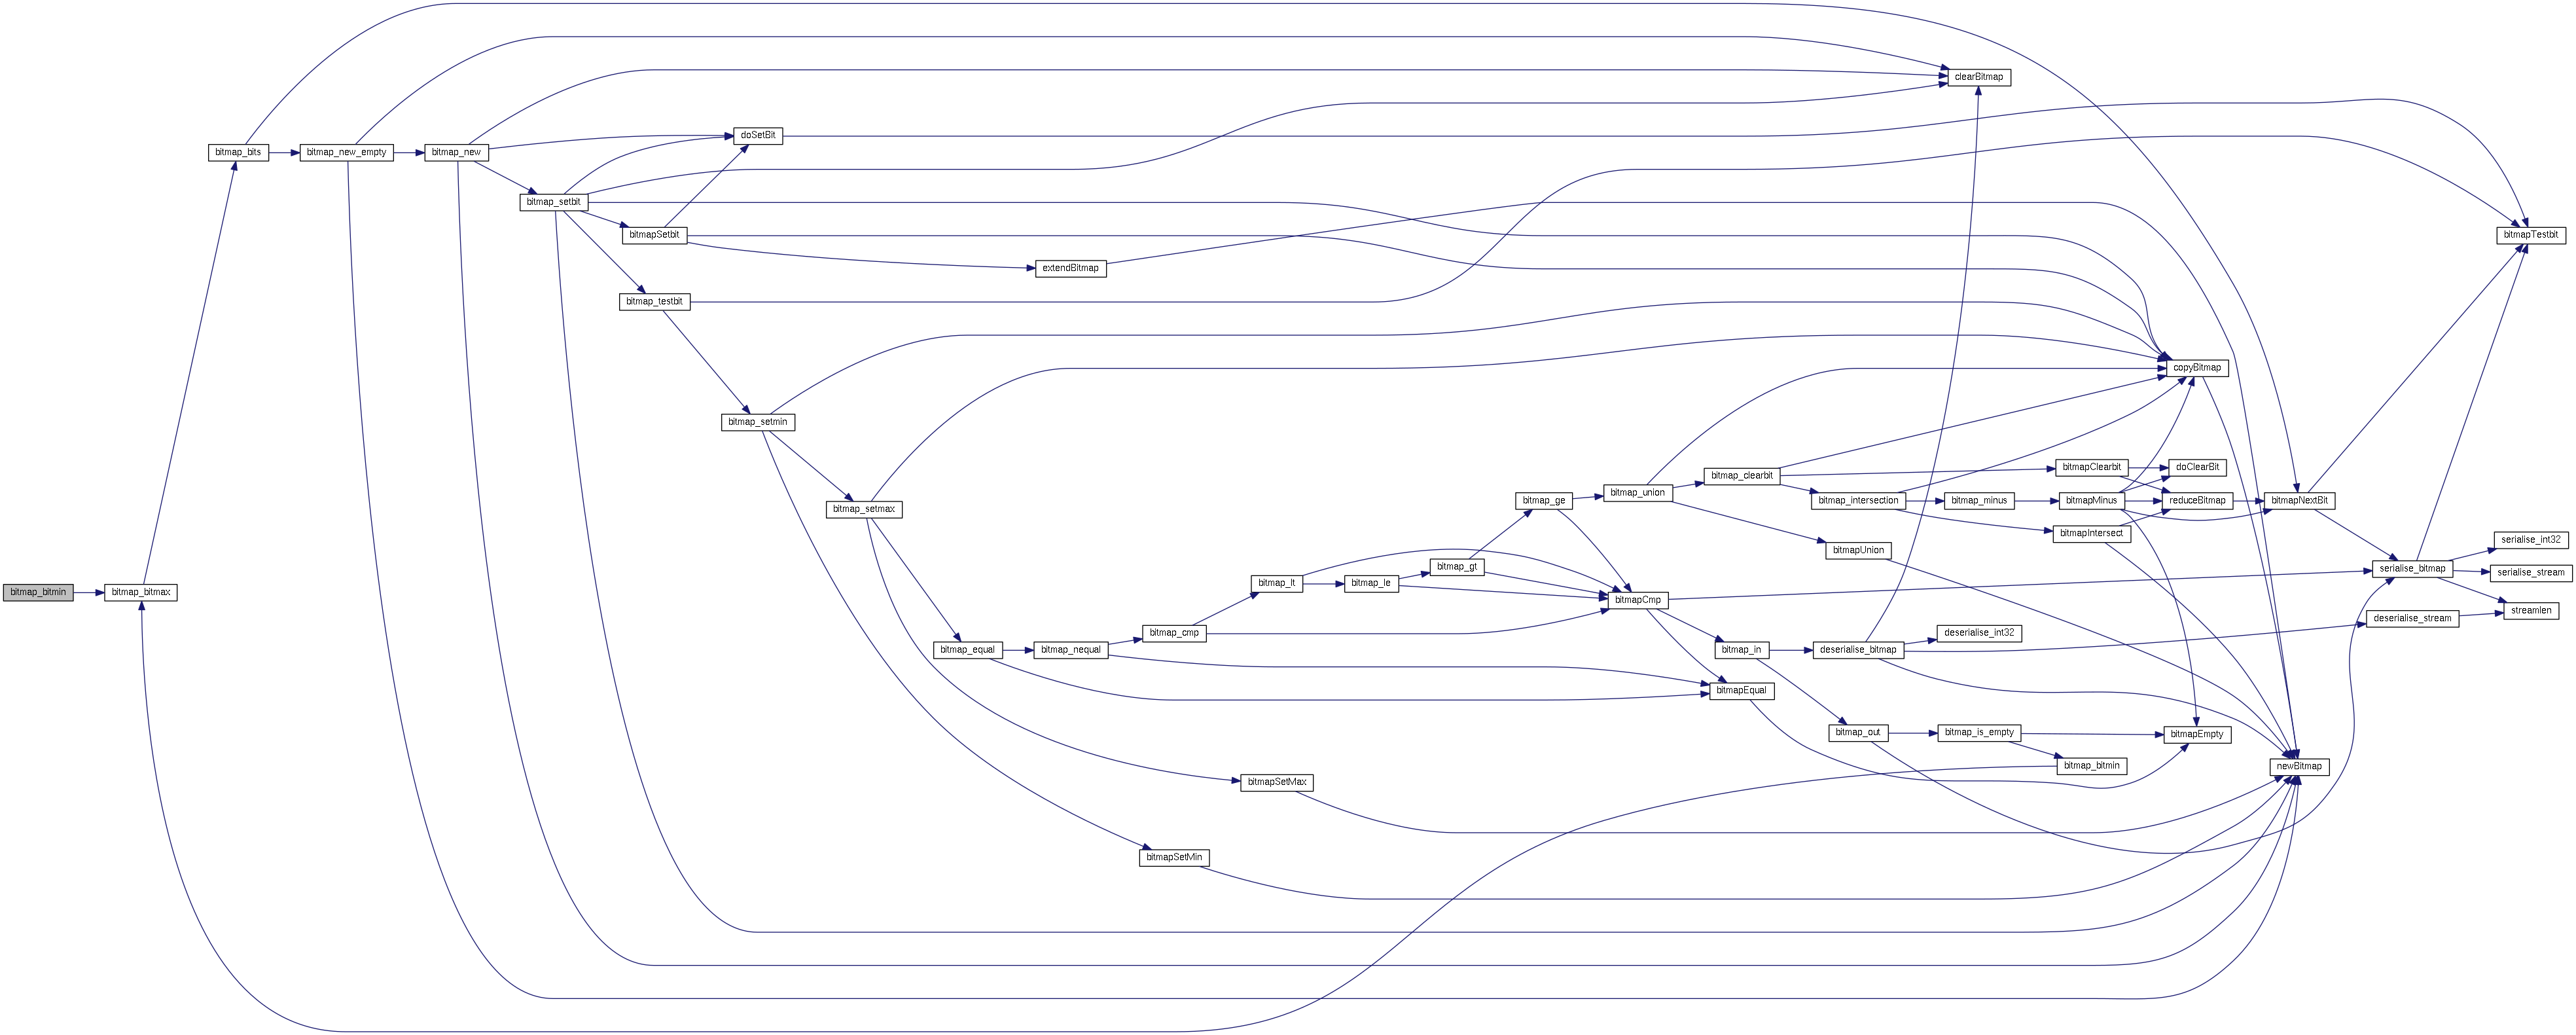 clearBitmap
doSetBit
bitmap_bits
bitmap_new_empty
bitmap_new
bitmap_setbit
bitmapSetbit
bitmapTestbit
extendBitmap
bitmap_testbit
copyBitmap
bitmap_setmin
bitmapClearbit
doClearBit
bitmap_clearbit
bitmap_union
bitmap_ge
bitmap_intersection
bitmap_minus
bitmapMinus
reduceBitmap
bitmapNextBit
bitmap_setmax
bitmapIntersect
serialise_int32
bitmapUnion
bitmap_gt
serialise_bitmap
serialise_stream
bitmap_lt
bitmap_le
bitmap_bitmin
bitmap_bitmax
bitmapCmp
streamlen
deserialise_stream
bitmap_cmp
deserialise_int32
bitmap_equal
bitmap_nequal
bitmap_in
deserialise_bitmap
bitmapEqual
bitmap_out
bitmap_is_empty
bitmapEmpty
bitmap_bitmin
newBitmap
bitmapSetMax
bitmapSetMin